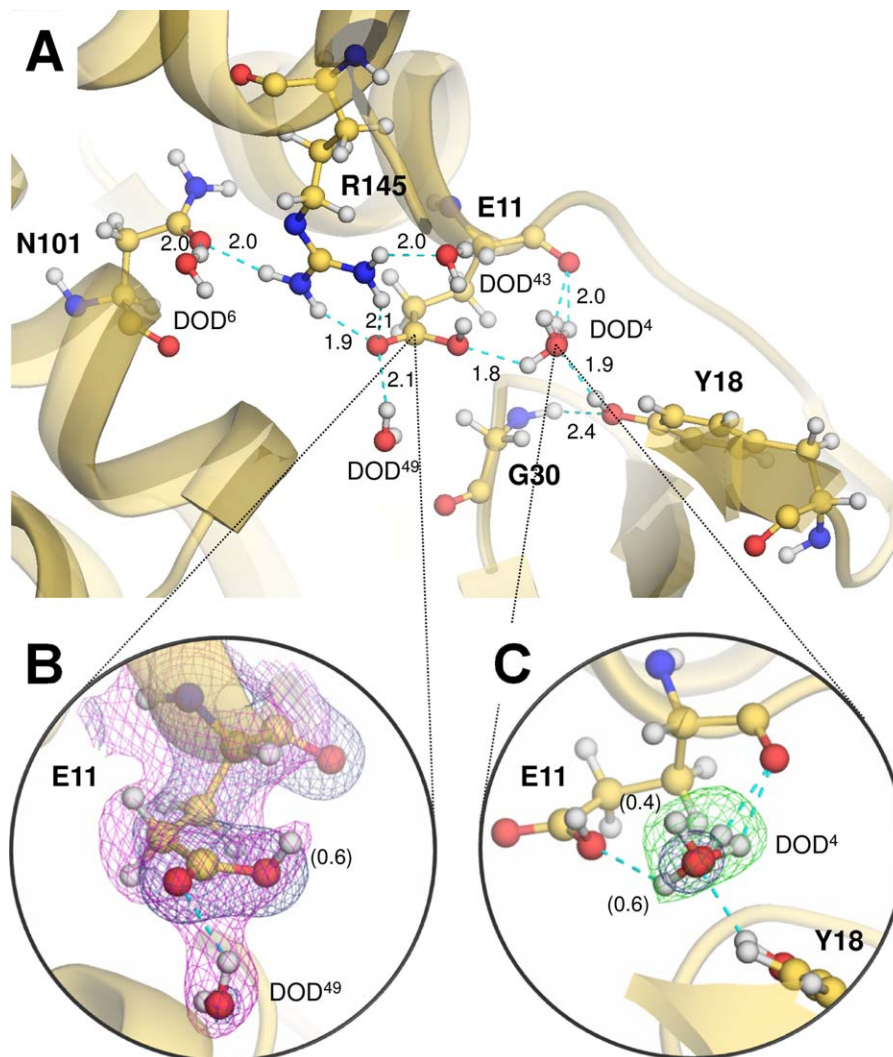 A
R145
E11
N101
2.0
2.0
2.0
DOD⁴³
2.0
DOD⁶
DOD⁴
2.1
1.9
1.8
1.9
Y18
2.1
2.4
DOD⁴⁹
G30
B
C
E11
E11
(0.4)
(0.6)
DOD⁴
(0.6)
Y18
DOD⁴⁹